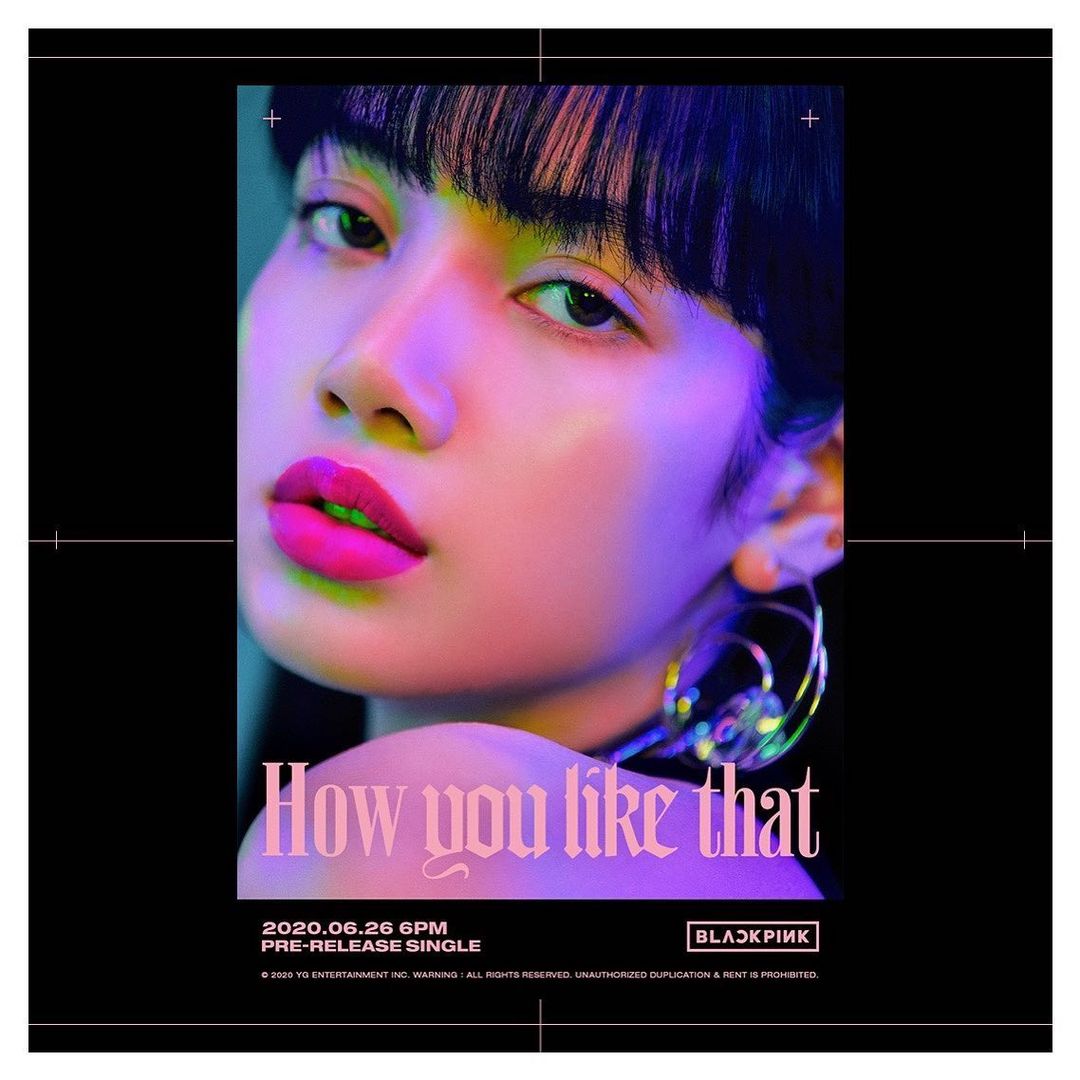 How you like that
2020.06.26 6PM
PRE-RELEASE SINGLE
BLACKPINK
© 2020 YG ENTERTAINMENT INC. WARNING : ALL RIGHTS RESERVED. UNAUTHORIZED DUPLICATION & RENT IS PROHIBITED.